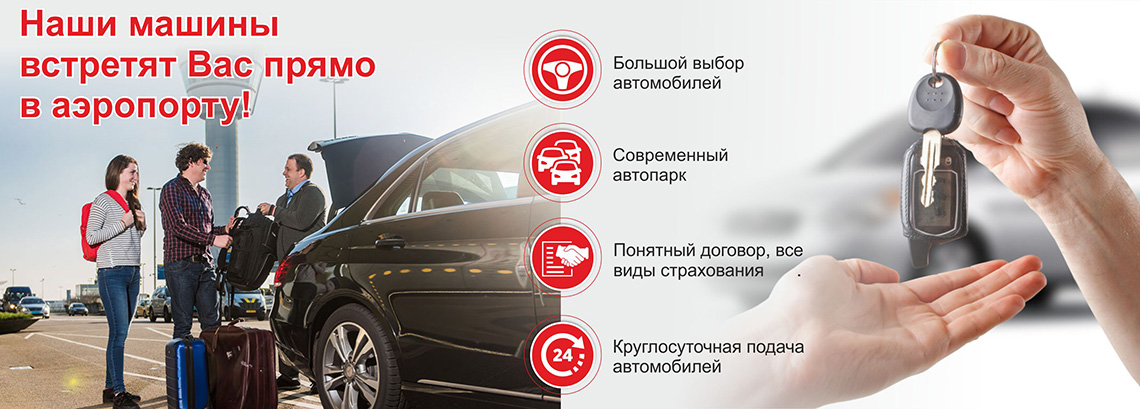 Наши машины
встретят Вас прямо
в аэропорту!
Большой выбор
автомобилей
Современный
автопарк
Понятный договор, все
виды страхования .
24
Круглосуточная подача
автомобилей